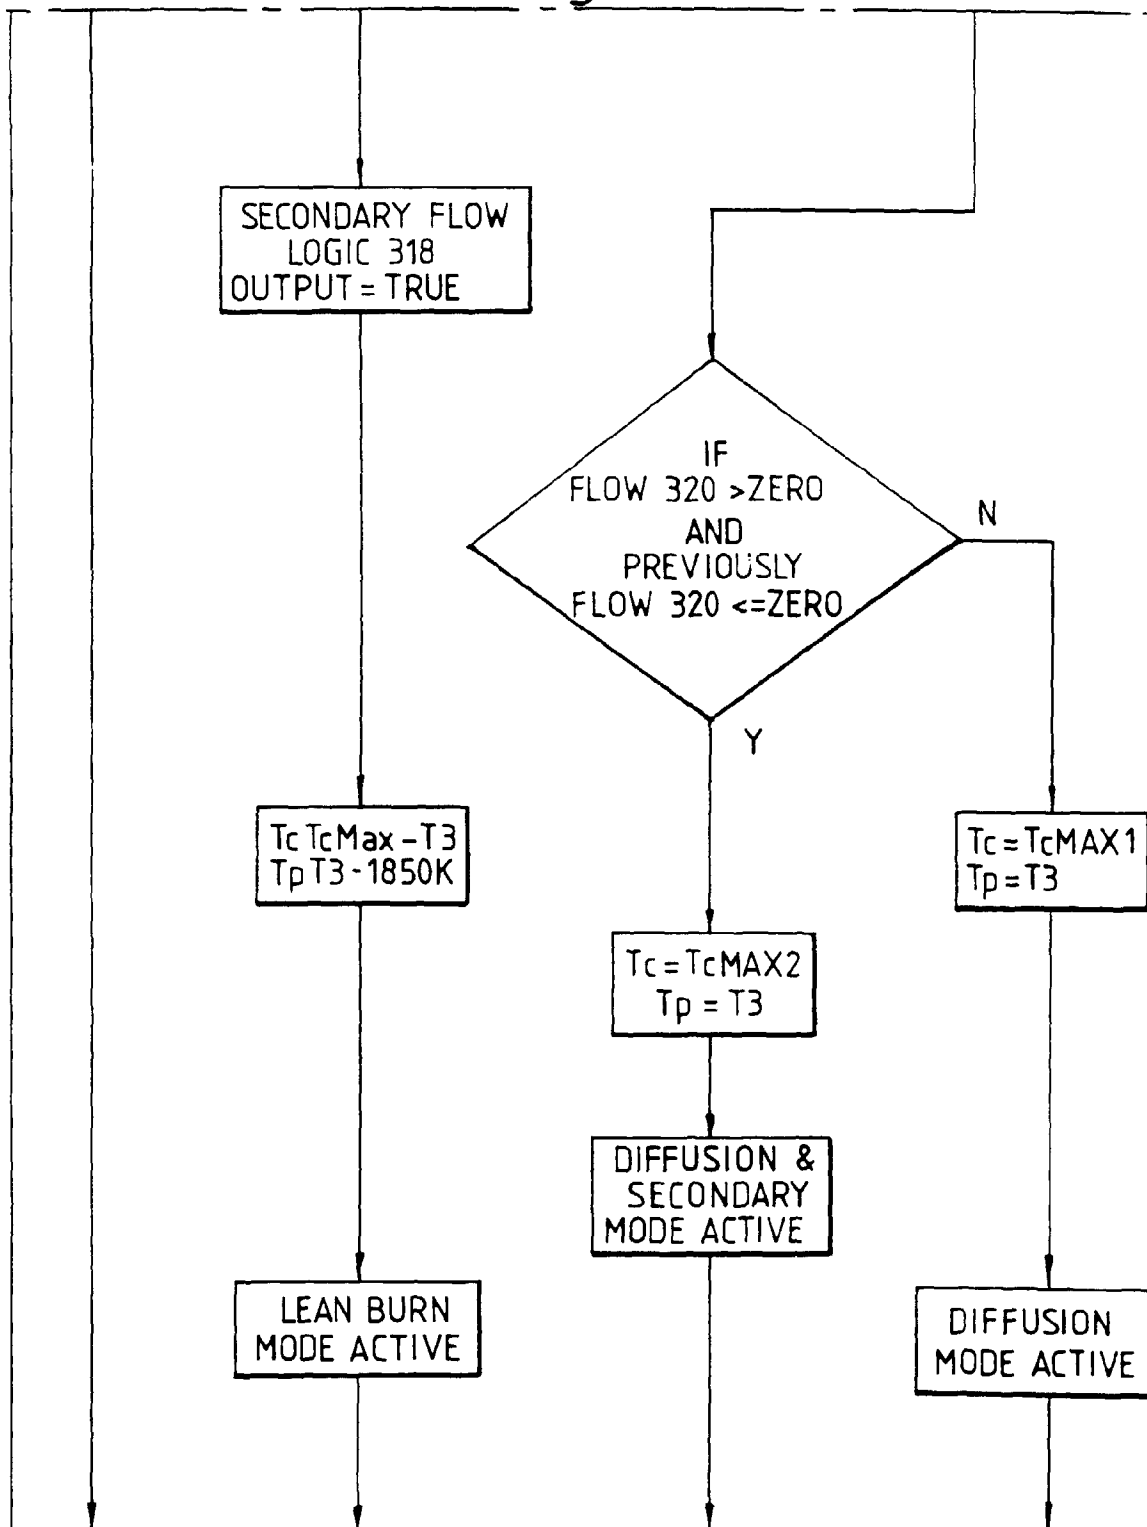 SECONDARY FLOW
LOGIC 318
OUTPUT = TRUE
IF
FLOW 320 >ZERO
AND
PREVIOUSLY
FLOW 320 <=ZERO
N
Y
Tc TcMax -T3
Tp T3 - 1850K
Tc = TcMAX1
Tp = T3
Tc = TcMAX2
Tp = T3
DIFFUSION &
SECONDARY
MODE ACTIVE
LEAN BURN
MODE ACTIVE
DIFFUSION
MODE ACTIVE